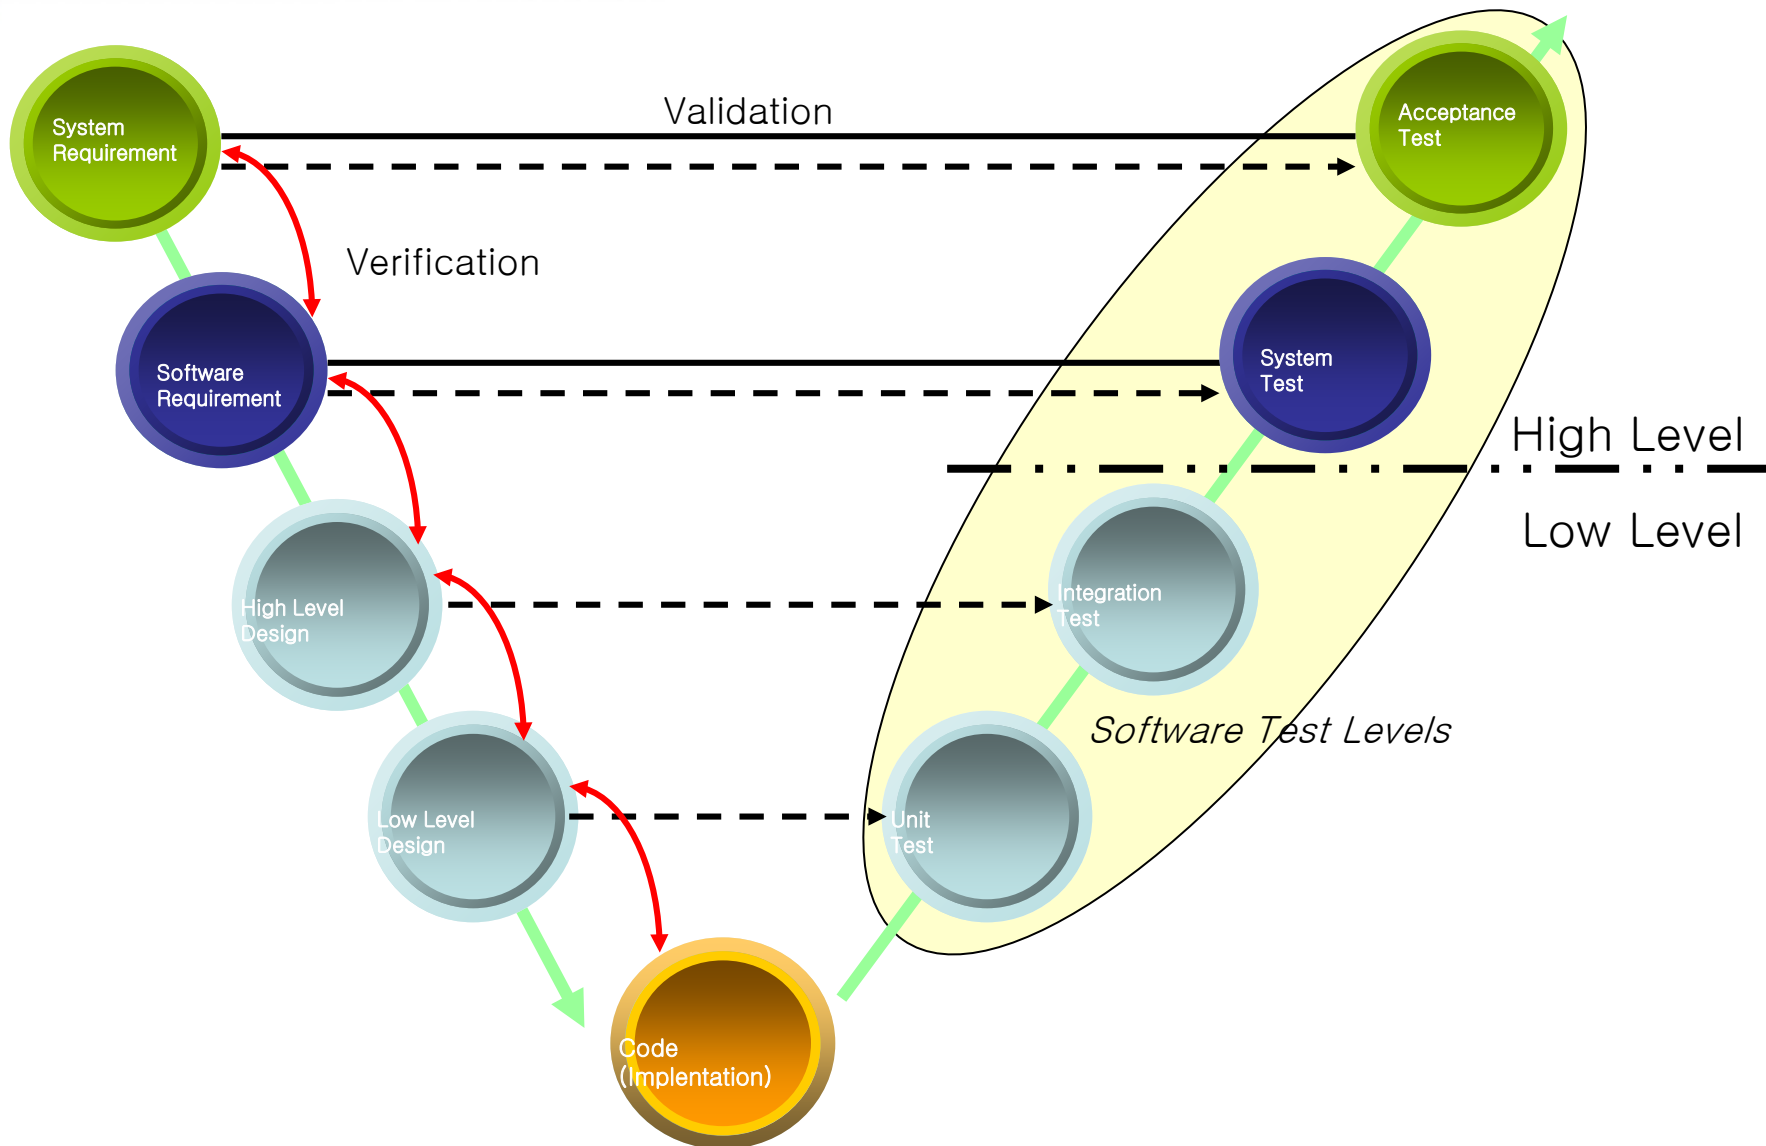 Validation
System
Requirement
Acceptance
Test
Verification
Software
Requirement
System
Test
High Level
Low Level
High Level
Design
Integration
Test
Software Test Levels
Low Level
Design
Unit
Test
Code
(Implentation)